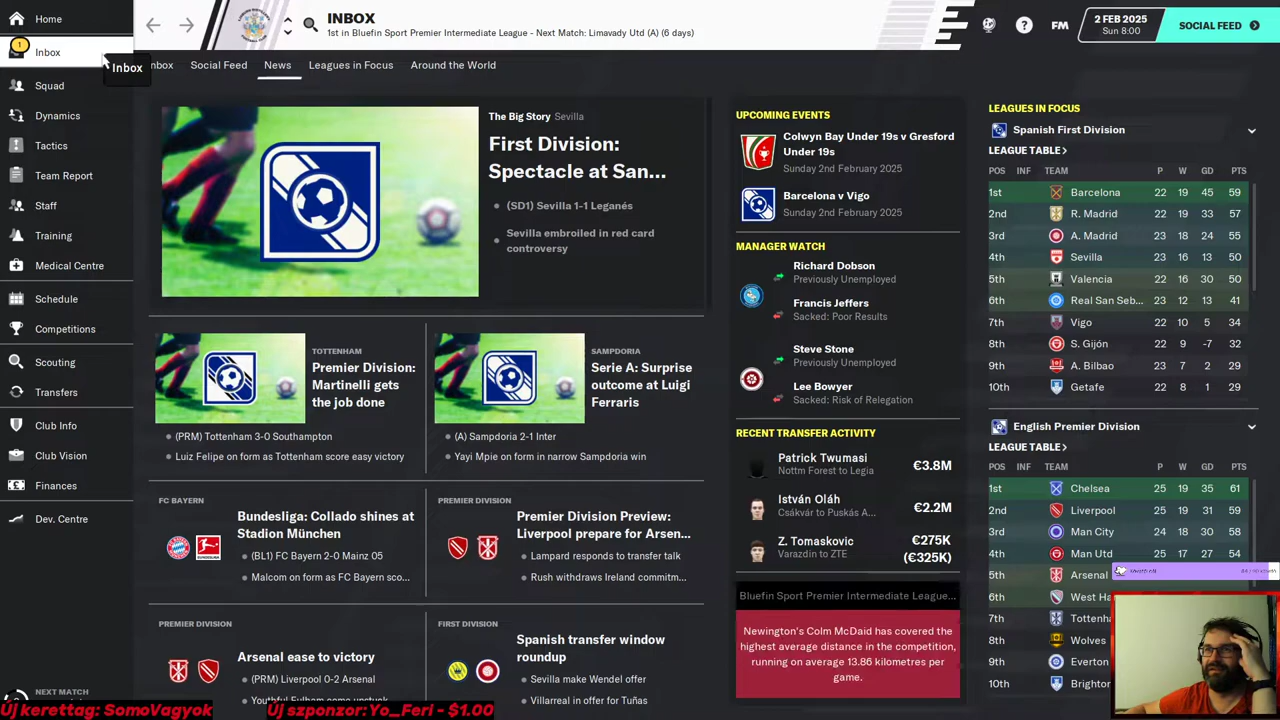 Home
INBOX
1st in Bluefin Sport Premier Intermediate League - Next Match: Limavady Utd (A) (6 days)
FM
2 FEB 2025
Sun 8:00
SOCIAL FEED
1
Inbox
Inbox
nbox
Social Feed
News
Leagues in Focus
Around the World
Squad
Dynamics
Tactics
Team Report
Staff
Training
Medical Centre
Schedule
Competitions
Scouting
Transfers
Club Info
Club Vision
Finances
Dev. Centre
NEXT MATCH
The Big Story Sevilla
First Division:
Spectacle at San...
(SD1) Sevilla 1-1 Leganés
Sevilla embroiled in red card
controversy
TOTTENHAM
Premier Division:
Martinelli gets
the job done
(PRM) Tottenham 3-0 Southampton
Luiz Felipe on form as Tottenham score easy victory
SAMPDORIA
Serie A: Surprise
outcome at Luigi
Ferraris
(A) Sampdoria 2-1 Inter
Yayi Mpie on form in narrow Sampdoria win
FC BAYERN
Bundesliga: Collado shines at
Stadion München
(BL1) FC Bayern 2-0 Mainz 05
Malcom on form as FC Bayern sco...
PREMIER DIVISION
Premier Division Preview:
Liverpool prepare for Arsen...
Lampard responds to transfer talk
Rush withdraws Ireland commitm...
PREMIER DIVISION
Arsenal ease to victory
(PRM) Liverpool 0-2 Arsenal
FIRST DIVISION
Spanish transfer window
roundup
Sevilla make Wendel offer
Villarreal in offer for Tuñas
UPCOMING EVENTS
Colwyn Bay Under 19s v Gresford
Under 19s
Sunday 2nd February 2025
Barcelona v Vigo
Sunday 2nd February 2025
MANAGER WATCH
Richard Dobson
Previously Unemployed
Francis Jeffers
Sacked: Poor Results
Steve Stone
Previously Unemployed
Lee Bowyer
Sacked: Risk of Relegation
RECENT TRANSFER ACTIVITY
Patrick Twumasi
Nottm Forest to Legia
€3.8M
István Oláh
Csákvár to Puskás A...
€2.2M
Z. Tomaskovic
Varazdin to ZTE
€275K
(€325K)
Bluefin Sport Premier Intermediate League...
Newington's Colm McDaid has covered the
highest average distance in the competition,
running on average 13.86 kilometres per
game.
LEAGUES IN FOCUS
Spanish First Division
LEAGUE TABLE
POS INF TEAM P W GD PTS
1st Barcelona 22 19 45 59
2nd R. Madrid 22 19 33 57
3rd A. Madrid 23 18 24 55
4th Sevilla 23 16 13 50
5th Valencia 22 16 30 50
6th Real San Seb... 23 12 13 41
7th Vigo 22 10 5 34
8th S. Gijón 22 9 -7 32
9th A. Bilbao 23 7 2 29
10th Getafe 22 8 1 29
English Premier Division
LEAGUE TABLE
POS INF TEAM P W GD PTS
1st Chelsea 25 19 35 61
2nd Liverpool 25 19 31 59
3rd Man City 24 18 30 58
4th Man Utd 25 17 27 54
5th Arsenal
6th West Ha
7th Tottenh
8th Wolves
9th Everton
10th Brighton
Új kerettag: SomoVagyok
Új szponzor: Yo_Feri - $1.00